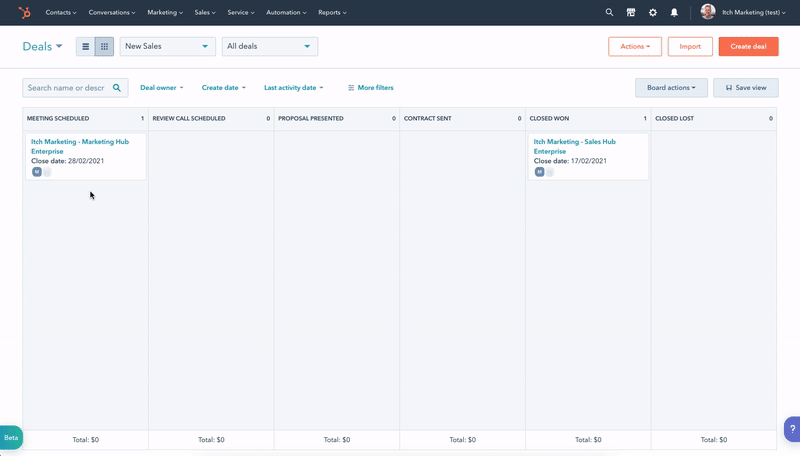 Contacts Conversations Marketing Sales Service Automation Reports Itch Marketing (test)
Deals New Sales All deals Actions Import Create deal
Search name or descr Deal owner Create date Last activity date More filters Board actions Save view
MEETING SCHEDULED 1 REVIEW CALL SCHEDULED 0 PROPOSAL PRESENTED 0 CONTRACT SENT 0 CLOSED WON 1 CLOSED LOST 0
Itch Marketing - Marketing Hub
Enterprise
Close date: 28/02/2021
M
Itch Marketing - Sales Hub
Enterprise
Close date: 17/02/2021
M
Beta
Total: $0 Total: $0 Total: $0 Total: $0 Total: $0 Total: $0
?